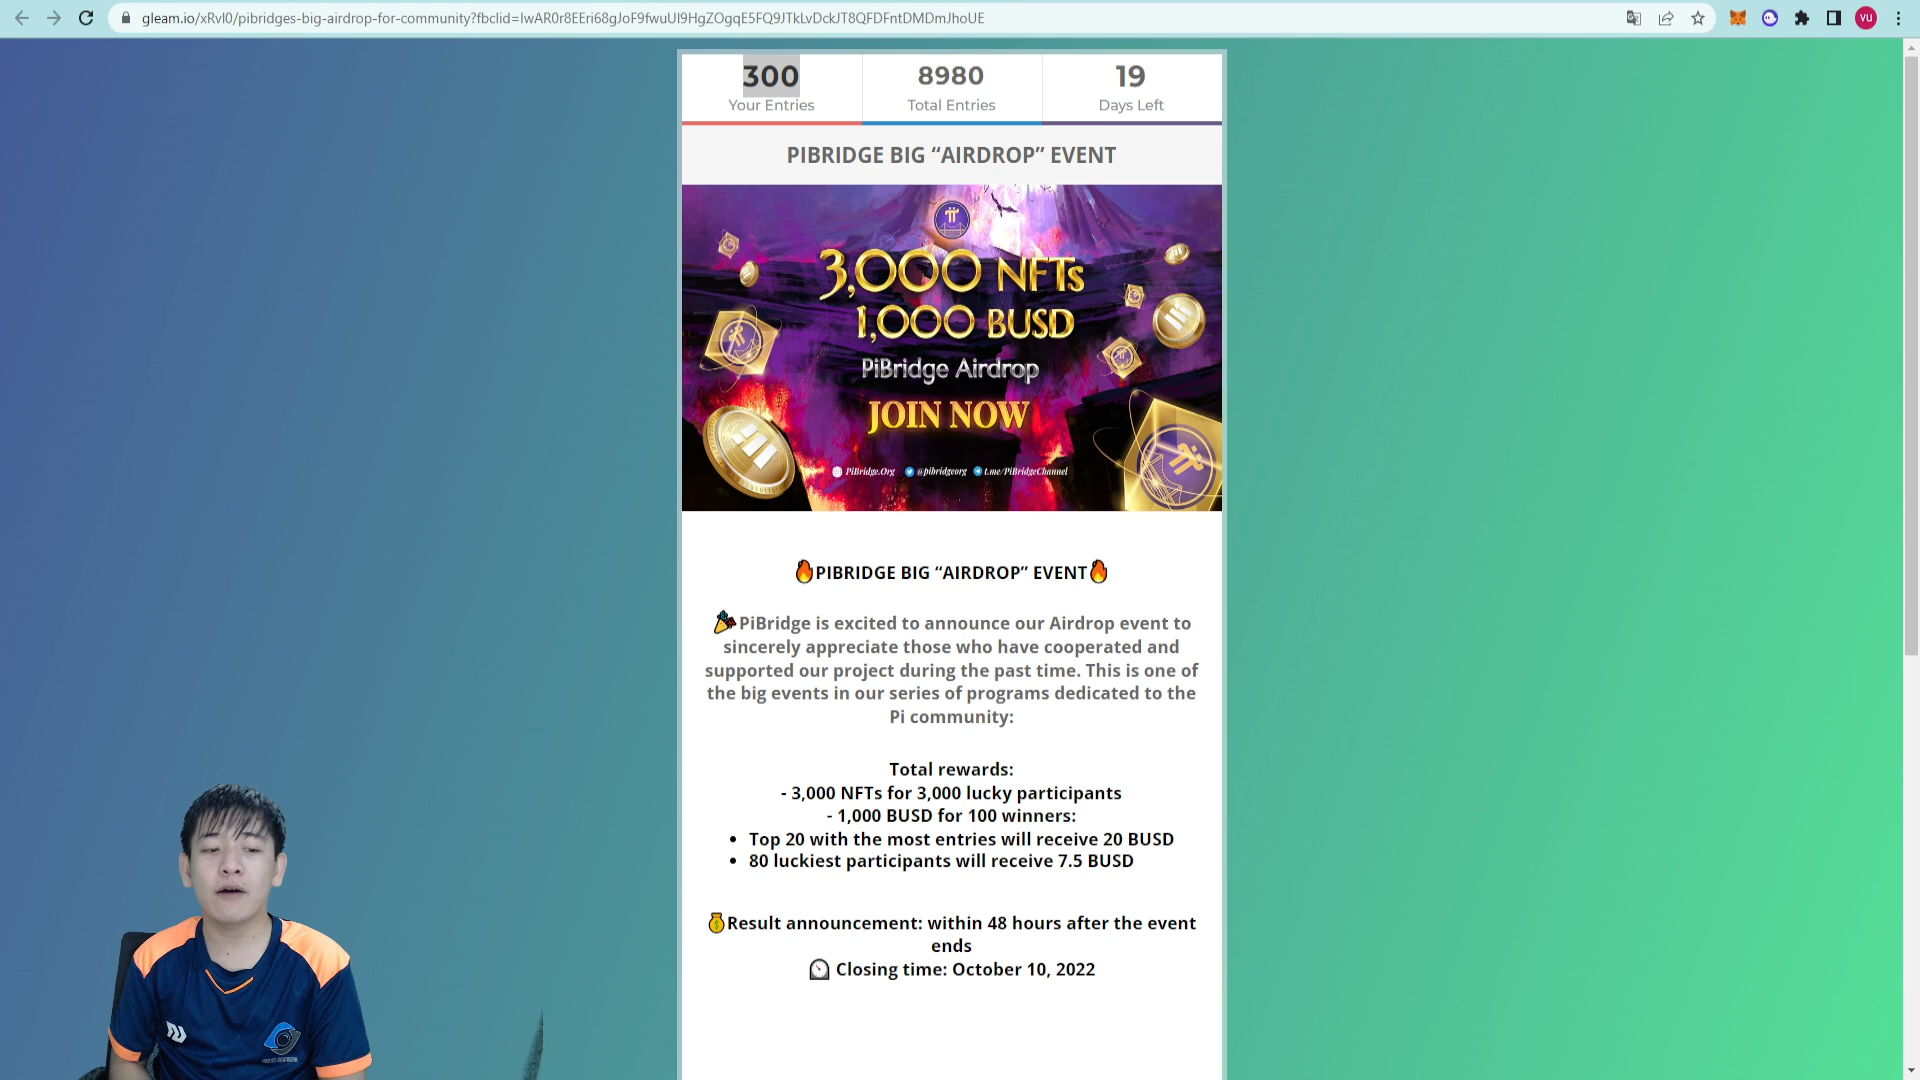 gleam.io/xRvl0/pibridges-big-airdrop-for-community?fbclid=IwAR0r8EEri68gJoF9fwuUI9HgZOgqE5FQ9JTkLvDckJT8QFDFntDMDmJhoUE
VU
300
Your Entries
8980
Total Entries
19
Days Left
PIBRIDGE BIG “AIRDROP” EVENT
3,000 NFTs
1,000 BUSD
PiBridge Airdrop
JOIN NOW
PiBridge.Org @pibridgeorg t.me/PiBridgeChannel
🔥PIBRIDGE BIG “AIRDROP” EVENT🔥
🎉PiBridge is excited to announce our Airdrop event to
sincerely appreciate those who have cooperated and
supported our project during the past time. This is one of
the big events in our series of programs dedicated to the
Pi community:
Total rewards:
- 3,000 NFTs for 3,000 lucky participants
- 1,000 BUSD for 100 winners:
• Top 20 with the most entries will receive 20 BUSD
• 80 luckiest participants will receive 7.5 BUSD
💰Result announcement: within 48 hours after the event
ends
🕒 Closing time: October 10, 2022